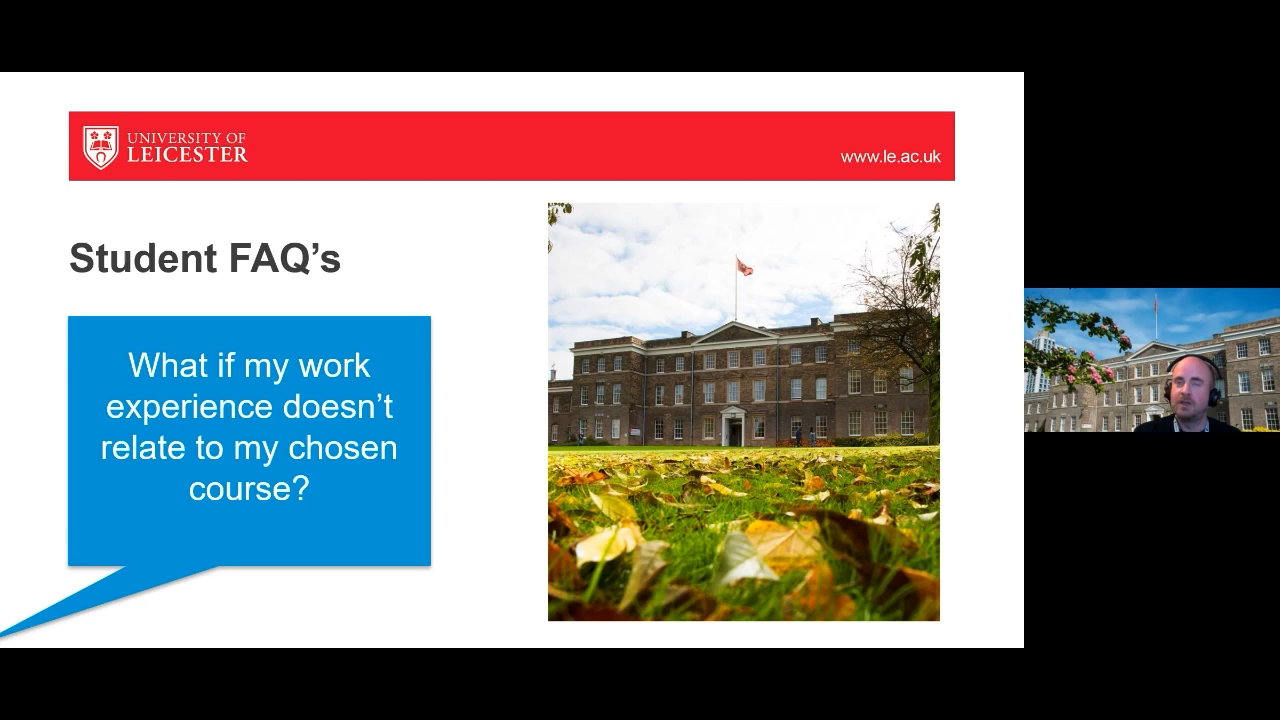 UNIVERSITY OF
LEICESTER
www.le.ac.uk
Student FAQ’s
What if my work
experience doesn’t
relate to my chosen
course?